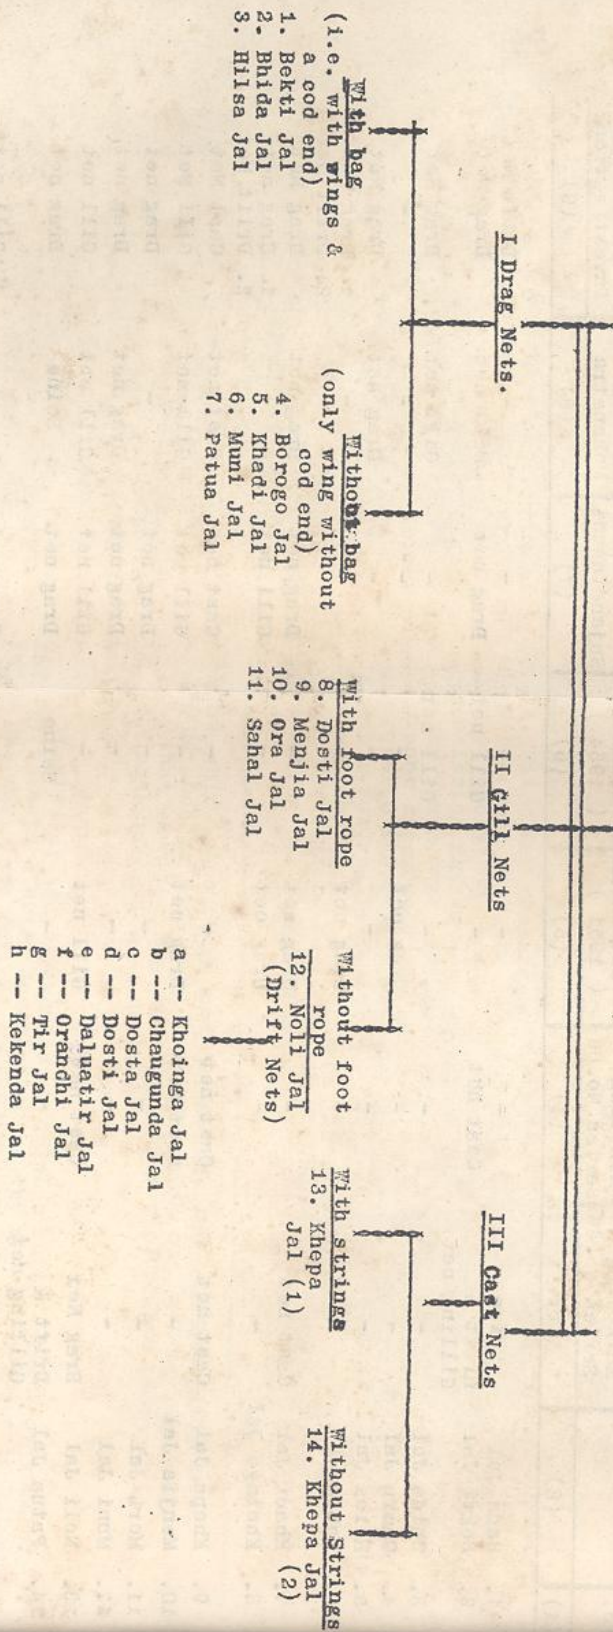 I Drag Nets.
II Gill Nets
III Cast Nets
With bag
(i.e. with wings &
a cod end)
1. Bekti Jal
2. Bhida Jal
3. Hilsa Jal
Without bag
(only wing without
cod end)
4. Borogo Jal
5. Khadi Jal
6. Muni Jal
7. Patua Jal
With foot rope
8. Dosti Jal
9. Menjia Jal
10. Ora Jal
11. Sahal Jal
Without foot
rope
12. Noli Jal
(Drift Nets)
a -- Khoinga Jal
b -- Chaugunda Jal
c -- Dosta Jal
d -- Dosti Jal
e -- Daluatir Jal
f -- Orandhi Jal
g -- Tir Jal
h -- Kekenda Jal
With strings
13. Khepa
Jal (1)
Without Strings
14. Khepa Jal
(2)